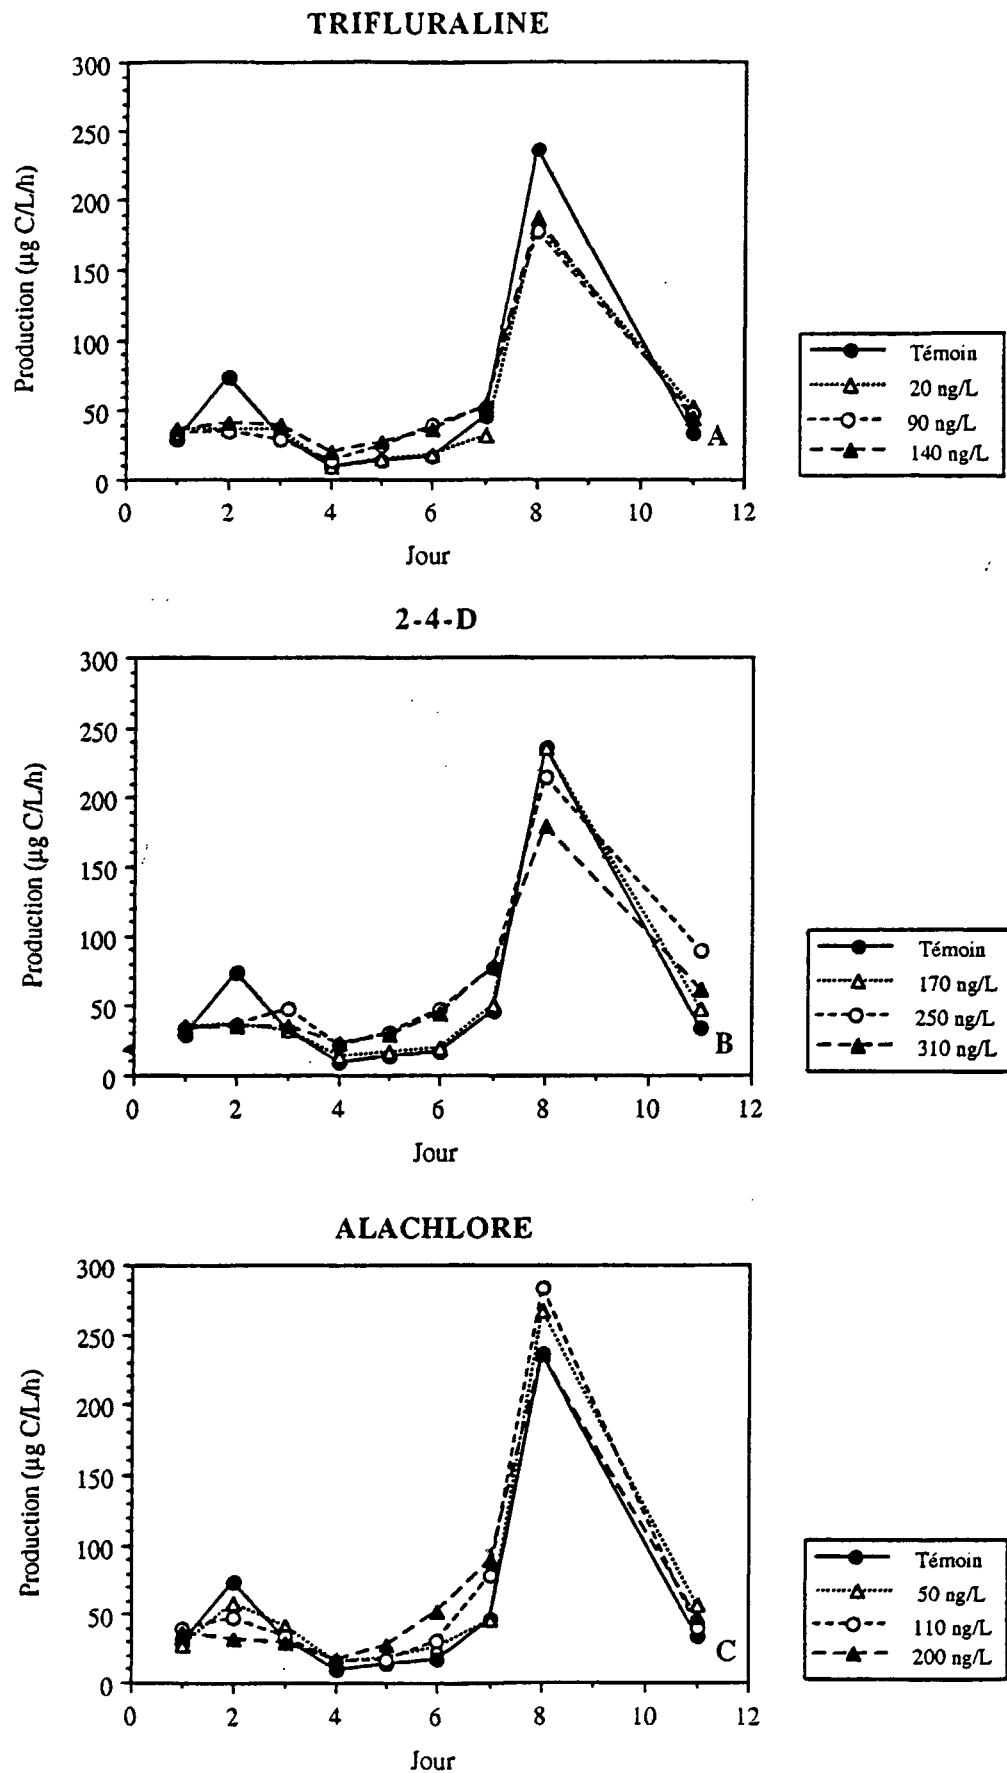 TRIFLURALINE
300
250
200
150
100
50
0
Production (µg C/L/h)
0 2 4 6 8 10 12
Jour
A
Témoin
20 ng/L
90 ng/L
140 ng/L
2-4-D
300
250
200
150
100
50
0
Production (µg C/L/h)
0 2 4 6 8 10 12
Jour
B
Témoin
170 ng/L
250 ng/L
310 ng/L
ALACHLORE
300
250
200
150
100
50
0
Production (µg C/L/h)
0 2 4 6 8 10 12
Jour
C
Témoin
50 ng/L
110 ng/L
200 ng/L